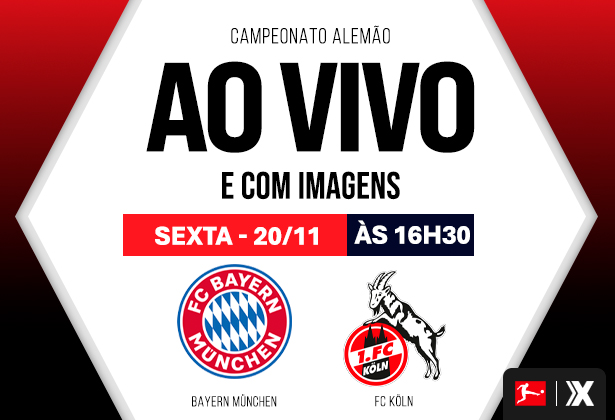 CAMPEONATO ALEMÃO
AO VIVO
E COM IMAGENS
SEXTA - 20/11 ÀS 16H30
FC BAYERN
MÜNCHEN
1.FC
KÖLN
BAYERN MÜNCHEN FC KÖLN